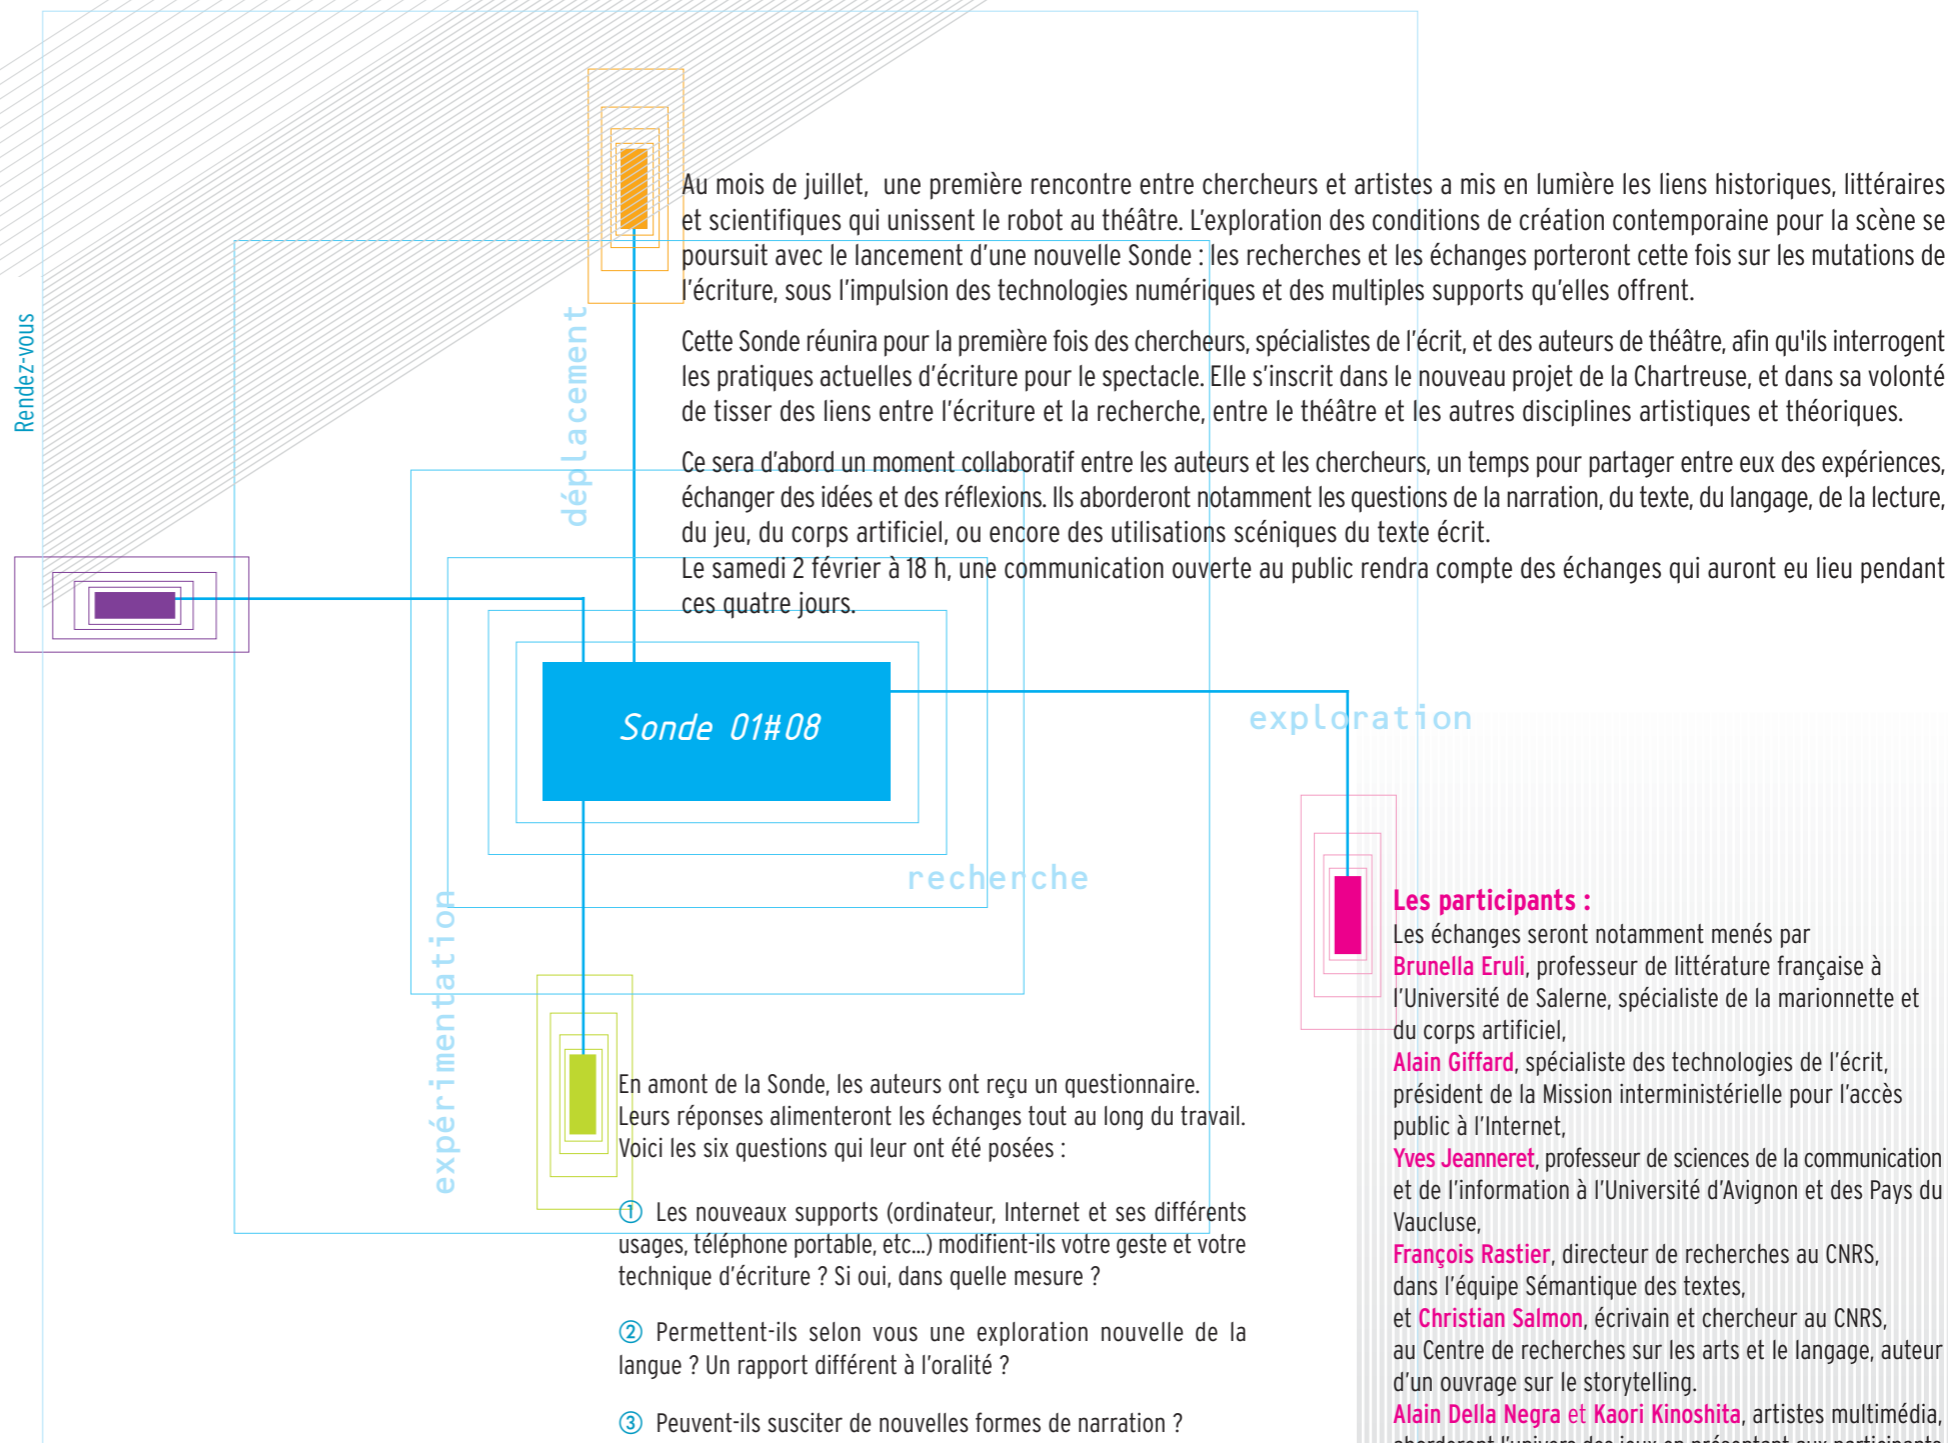 Rendez-vous
Au mois de juillet, une première rencontre entre chercheurs et artistes a mis en lumière les liens historiques, littéraires
et scientifiques qui unissent le robot au théâtre. L'exploration des conditions de création contemporaine pour la scène se
poursuit avec le lancement d'une nouvelle Sonde : les recherches et les échanges porteront cette fois sur les mutations de
l'écriture, sous l'impulsion des technologies numériques et des multiples supports qu'elles offrent.
Cette Sonde réunira pour la première fois des chercheurs, spécialistes de l'écrit, et des auteurs de théâtre, afin qu'ils interrogent
les pratiques actuelles d'écriture pour le spectacle. Elle s'inscrit dans le nouveau projet de la Chartreuse, et dans sa volonté
de tisser des liens entre l'écriture et la recherche, entre le théâtre et les autres disciplines artistiques et théoriques.
Ce sera d'abord un moment collaboratif entre les auteurs et les chercheurs, un temps pour partager entre eux des expériences,
échanger des idées et des réflexions. Ils aborderont notamment les questions de la narration, du texte, du langage, de la lecture,
du jeu, du corps artificiel, ou encore des utilisations scéniques du texte écrit.
Le samedi 2 février à 18 h, une communication ouverte au public rendra compte des échanges qui auront eu lieu pendant
ces quatre jours.
déplacement
Sonde 01#08
exploration
recherche
expérimentation
En amont de la Sonde, les auteurs ont reçu un questionnaire.
Leurs réponses alimenteront les échanges tout au long du travail.
Voici les six questions qui leur ont été posées :
① Les nouveaux supports (ordinateur, Internet et ses différents
usages, téléphone portable, etc...) modifient-ils votre geste et votre
technique d'écriture ? Si oui, dans quelle mesure ?
② Permettent-ils selon vous une exploration nouvelle de la
langue ? Un rapport différent à l'oralité ?
③ Peuvent-ils susciter de nouvelles formes de narration ?
Les participants :
Les échanges seront notamment menés par
Brunella Eruli, professeur de littérature française à
l'Université de Salerne, spécialiste de la marionnette et
du corps artificiel,
Alain Giffard, spécialiste des technologies de l'écrit,
président de la Mission interministérielle pour l'accès
public à l'Internet,
Yves Jeanneret, professeur de sciences de la communication
et de l'information à l'Université d'Avignon et des Pays du
Vaucluse,
François Rastier, directeur de recherches au CNRS,
dans l'équipe Sémantique des textes,
et Christian Salmon, écrivain et chercheur au CNRS,
au Centre de recherches sur les arts et le langage, auteur
d'un ouvrage sur le storytelling.
Alain Della Negra et Kaori Kinoshita, artistes multimédia,
aborderont l'univers des jeux en présentant aux participants